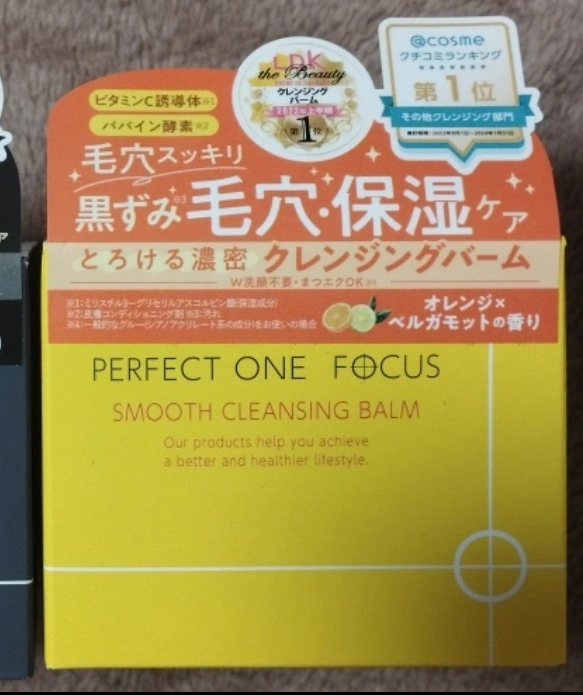 LDK
the Beauty
クレンジング
バーム
2022年上半期
第1位
@cosme
クチコミランキング
★★★★★★★
第1位
その他クレンジング部門
ビタミンC誘導体※1
パパイン酵素※2
毛穴スッキリ
黒ずみ※3毛穴・保湿ケア
とろける濃密 クレンジングバーム
W洗顔不要・まつエクOK※4
※1:ミリスチル3-グリセリルアスコルビン酸(保湿成分)
※2:皮膚コンディショニング剤 ※3:汚れ
※4:一般的なグルー(シアノアクリレート系の成分)をお使いの場合
オレンジ×
ベルガモットの香り
PERFECT ONE FOCUS
SMOOTH CLEANSING BALM
Our products help you achieve
a better and healthier lifestyle.
ア